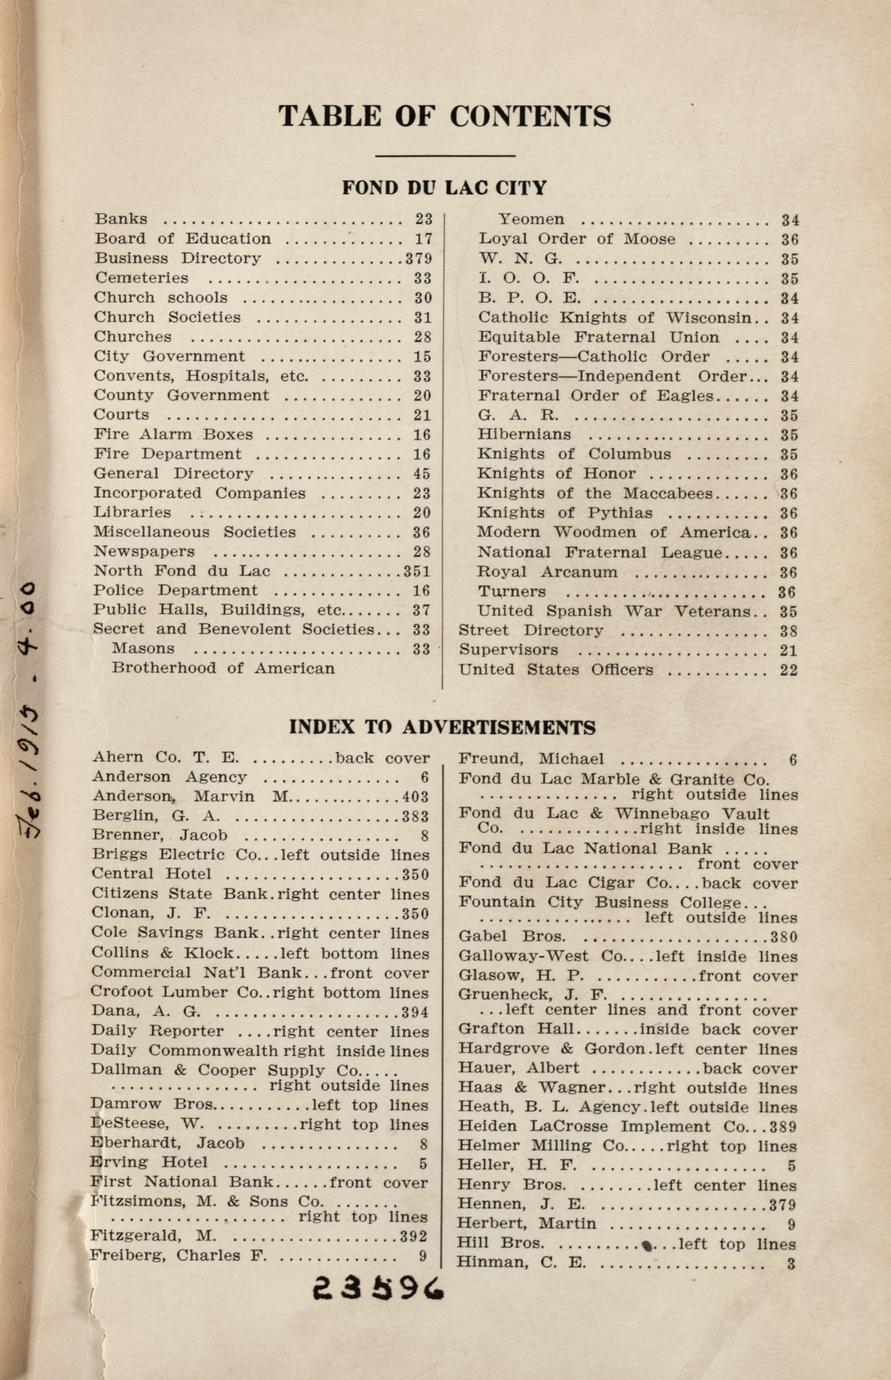 TABLE OF CONTENTS
FOND DU LAC CITY
Banks .......................... 23
Board of Education ............. 17
Business Directory ..............379
Cemeteries ..................... 33
Church schools ................. 30
Church Societies ................ 31
Churches ....................... 28
City Government ............... 15
Convents, Hospitals, etc. ......... 33
County Government ............. 20
Courts ......................... 21
Fire Alarm Boxes ............... 16
Fire Department ................ 16
General Directory .............. 45
Incorporated Companies ......... 23
Libraries ...................... 20
Miscellaneous Societies .......... 36
Newspapers .................... 28
North Fond du Lac .............351
Police Department .............. 16
Public Halls, Buildings, etc....... 37
Secret and Benevolent Societies... 33
Masons ....................... 33
Brotherhood of American
Yeomen .................... 34
Loyal Order of Moose ......... 36
W. N. G. ..................... 35
I. O. O. F. ................... 35
B. P. O. E. ................... 34
Catholic Knights of Wisconsin.. 34
Equitable Fraternal Union .... 34
Foresters—Catholic Order ..... 34
Foresters—Independent Order... 34
Fraternal Order of Eagles...... 34
G. A. R. ..................... 35
Hibernians .................... 35
Knights of Columbus ......... 35
Knights of Honor ............. 36
Knights of the Maccabees...... 36
Knights of Pythias ........... 36
Modern Woodmen of America.. 36
National Fraternal League..... 36
Royal Arcanum ............... 36
Turners ...................... 36
United Spanish War Veterans.. 35
Street Directory ................ 38
Supervisors .................... 21
United States Officers ........... 22
INDEX TO ADVERTISEMENTS
Ahern Co. T. E. .........back cover
Anderson Agency ............... 6
Anderson, Marvin M............403
Berglin, G. A. ..................383
Brenner, Jacob ................. 8
Briggs Electric Co...left outside lines
Central Hotel ...................350
Citizens State Bank.right center lines
Clonan, J. F. ...................350
Cole Savings Bank..right center lines
Collins & Klock.....left bottom lines
Commercial Nat'l Bank...front cover
Crofoot Lumber Co..right bottom lines
Dana, A. G. ....................394
Daily Reporter ....right center lines
Daily Commonwealth right inside lines
Dallman & Cooper Supply Co.....
................ right outside lines
Damrow Bros...........left top lines
DeSteese, W. .........right top lines
Eberhardt, Jacob ............... 8
Erving Hotel ................... 5
First National Bank......front cover
Fitzsimons, M. & Sons Co. .......
................... right top lines
Fitzgerald, M. ..................392
Freiberg, Charles F. ............. 9
Freund, Michael ................ 6
Fond du Lac Marble & Granite Co.
............... right outside lines
Fond du Lac & Winnebago Vault
Co. .............right inside lines
Fond du Lac National Bank .....
...................... front cover
Fond du Lac Cigar Co....back cover
Fountain City Business College...
................ left outside lines
Gabel Bros. ....................380
Galloway-West Co....left inside lines
Glasow, H. P. ...........front cover
Gruenheck, J. F. ................
...left center lines and front cover
Grafton Hall.......inside back cover
Hardgrove & Gordon.left center lines
Hauer, Albert ............back cover
Haas & Wagner...right outside lines
Heath, B. L. Agency.left outside lines
Heiden LaCrosse Implement Co...389
Helmer Milling Co.....right top lines
Heller, H. F. ................... 5
Henry Bros. ........left center lines
Hennen, J. E. ..................379
Herbert, Martin ................. 9
Hill Bros. .............left top lines
Hinman, C. E. .................. 3
23596
Feb. 1915 . 4.00